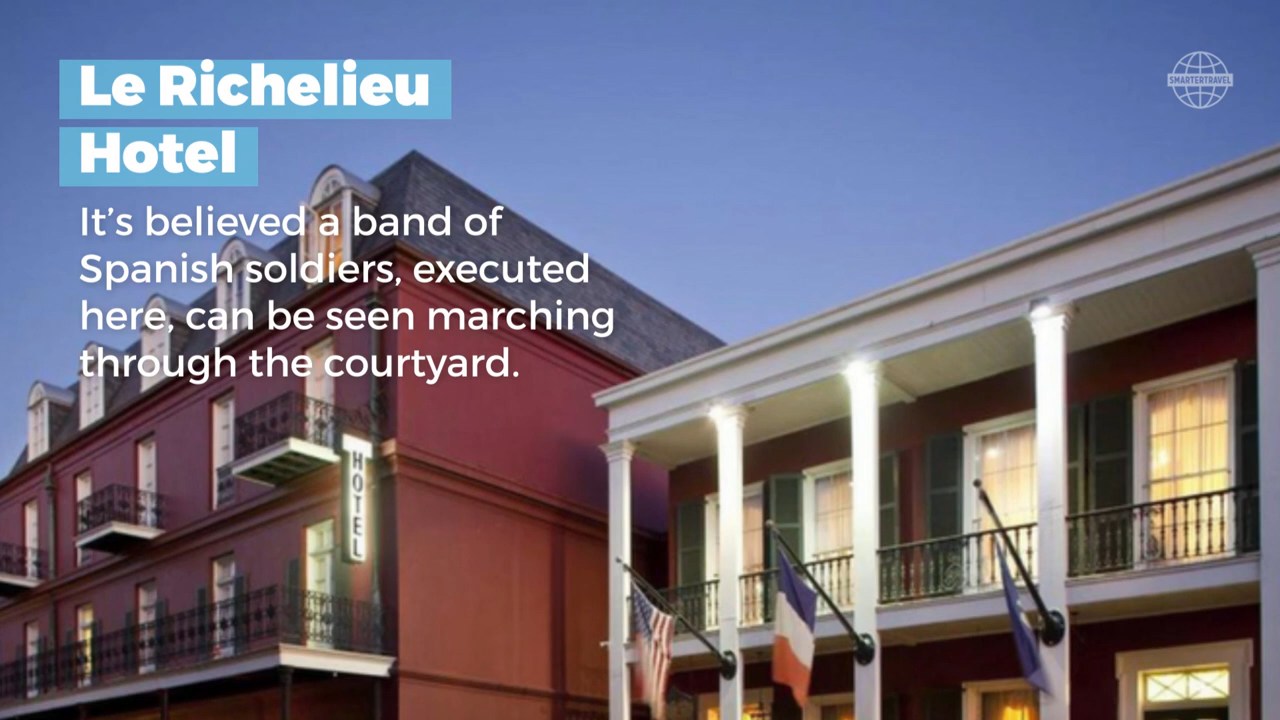 Le Richelieu
Hotel
SMARTERTRAVEL
It's believed a band of
Spanish soldiers, executed
here, can be seen marching
through the courtyard.
HOTEL